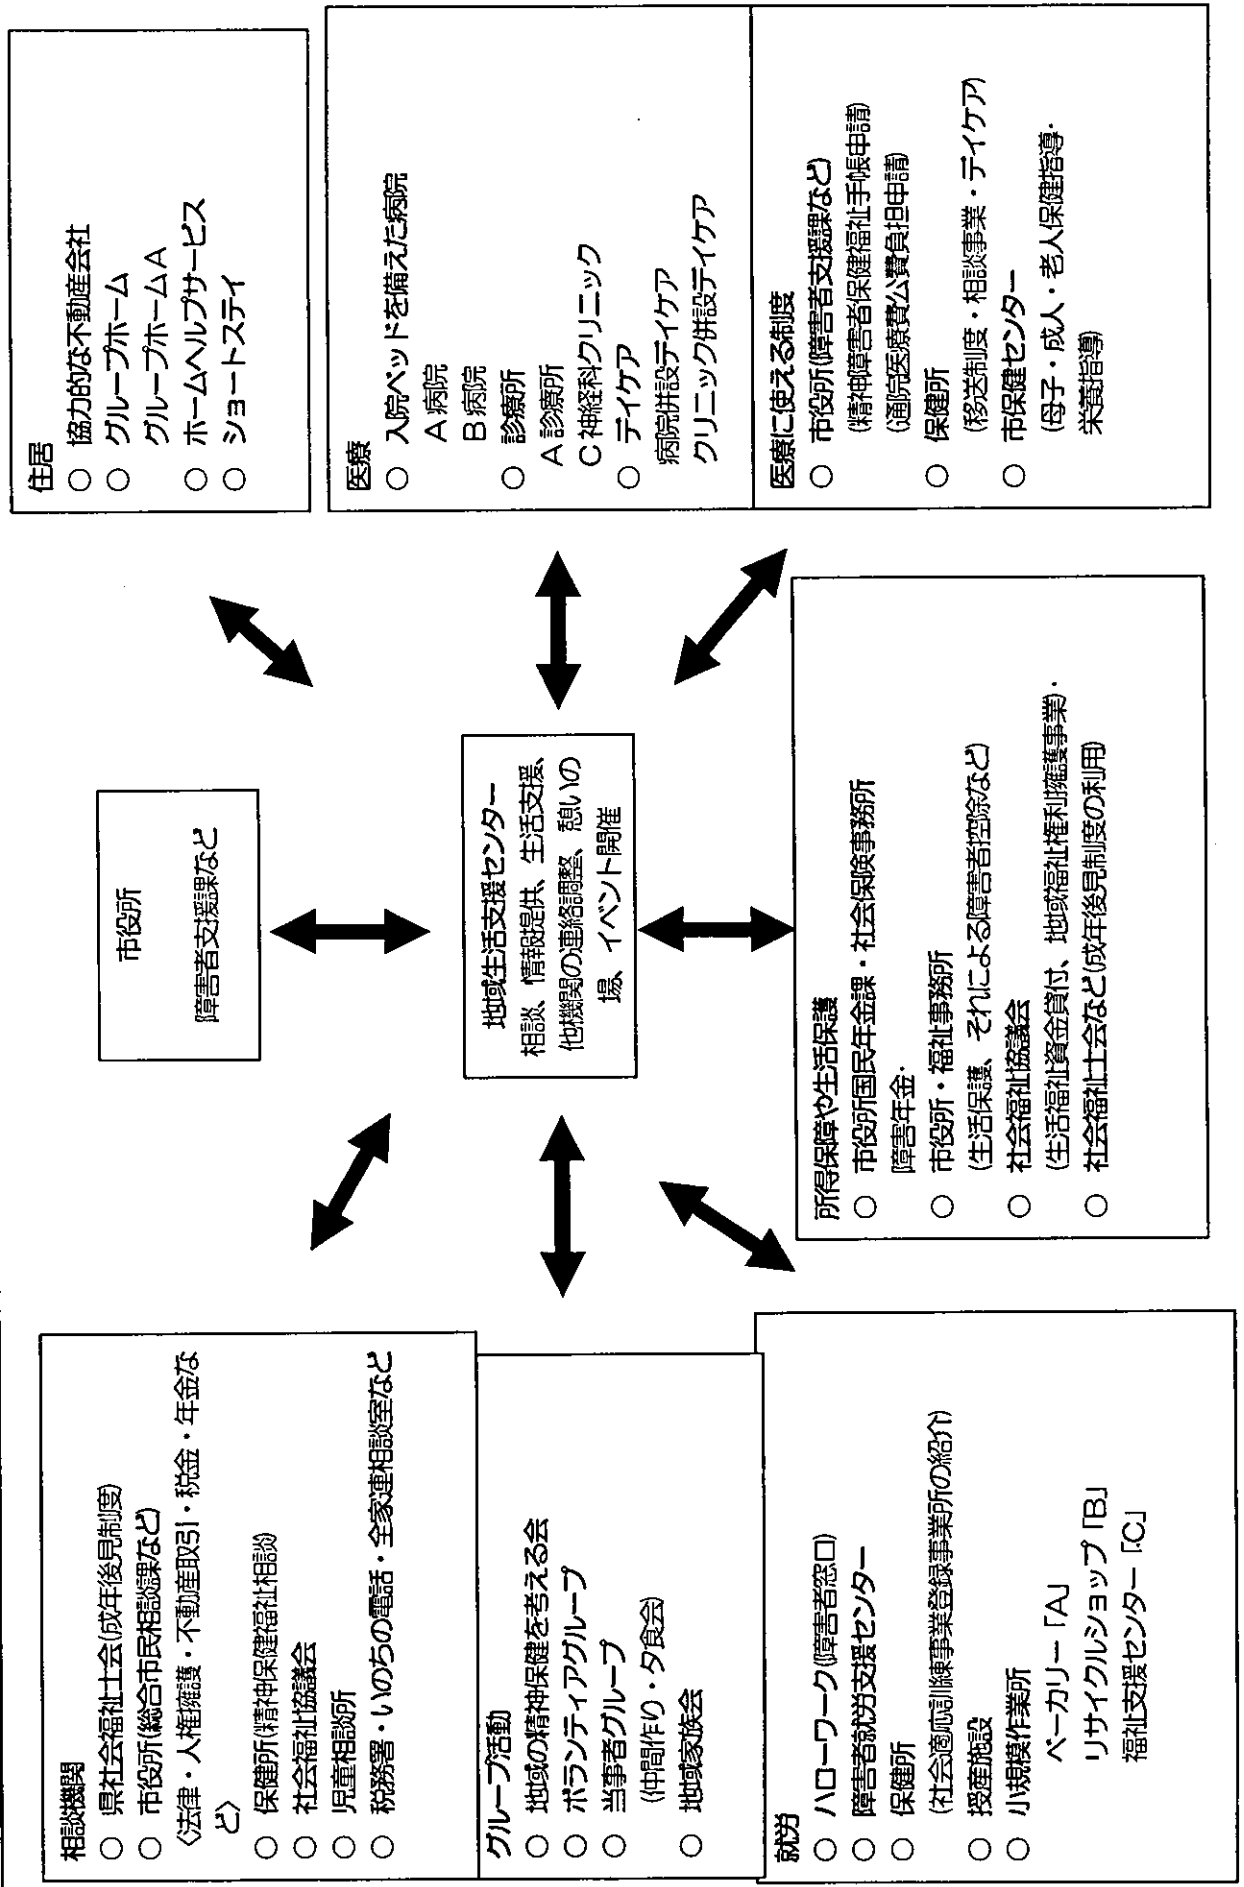 相談機関
○ 県社会福祉士会(成年後見制度)
○ 市役所(総合市民相談課など)
〈法律・人権擁護・不動産取引・税金・年金な
ど〉
○ 保健所(精神保健福祉相談)
○ 社会福祉協議会
○ 児童相談所
○ 税務署・いのちの電話・全家連相談室など
グループ活動
○ 地域の精神保健を考える会
○ ボランティアグループ
○ 当事者グループ
(仲間作り・夕食会)
○ 地域家族会
就労
○ ハローワーク(障害者窓口)
○ 障害者就労支援センター
○ 保健所
(社会適応訓練事業登録事業所の紹介)
○ 授産施設
○ 小規模作業所
ベーカリー「A」
リサイクルショップ「B」
福祉支援センター「C」
市役所
障害者支援課など
地域生活支援センター
相談、情報提供、生活支援、
他機関の連絡調整、憩いの
場、イベント開催
所得保障や生活保護
○ 市役所国民年金課・社会保険事務所
障害年金・
○ 市役所・福祉事務所
(生活保護、それによる障害者控除など)
○ 社会福祉協議会
(生活福祉資金貸付、地域福祉権利擁護事業)・
○ 社会福祉士会など(成年後見制度の利用)
住居
○ 協力的な不動産会社
○ グループホーム
グループホームA
○ ホームヘルプサービス
○ ショートステイ
医療
○ 入院ベッドを備えた病院
A病院
B病院
○ 診療所
A診療所
C神経科クリニック
○ デイケア
病院併設デイケア
クリニック併設デイケア
医療に使える制度
○ 市役所(障害者支援課など)
(精神障害者保健福祉手帳申請)
(通院医療費公費負担申請)
○ 保健所
(移送制度・相談事業・デイケア)
○ 市保健センター
(母子・成人・老人保健指導・
栄養指導)